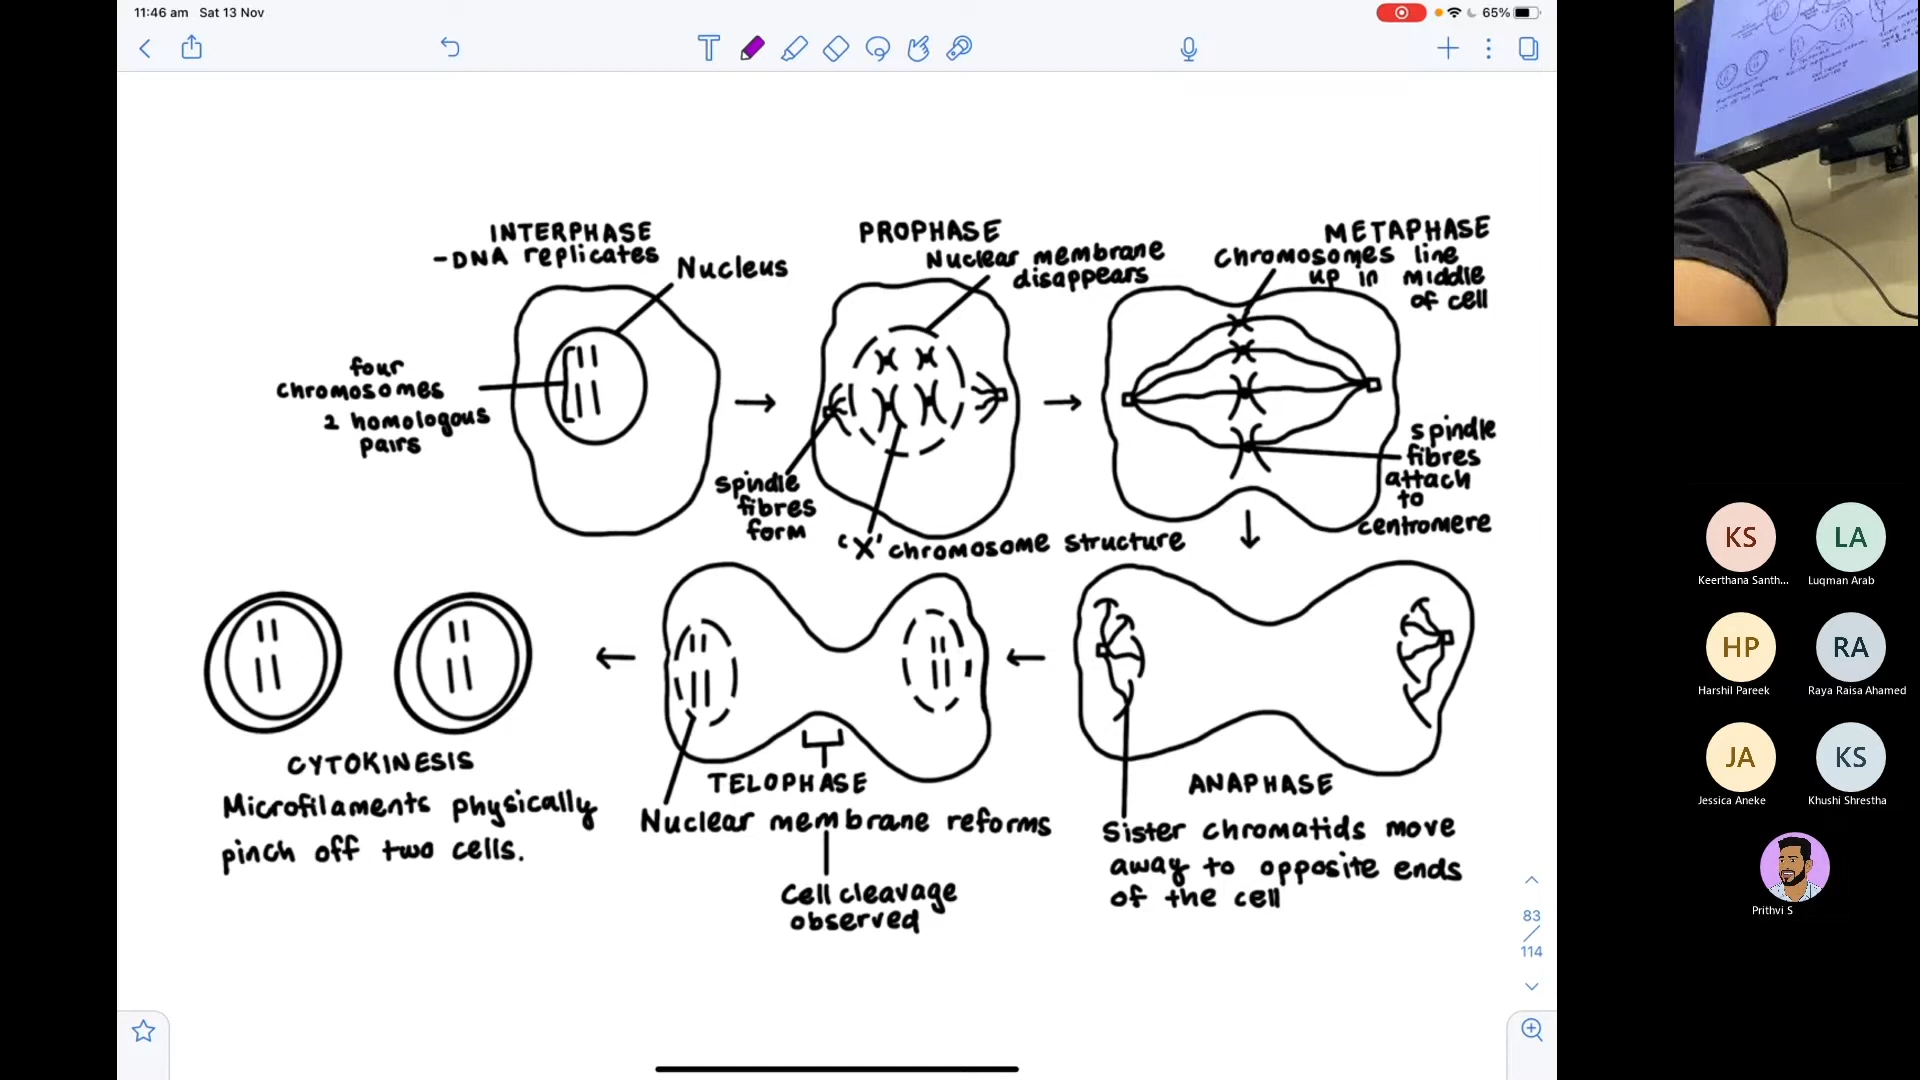 11:46 am Sat 13 Nov
65%
INTERPHASE
-DNA replicates
Nucleus
four
chromosomes
2 homologous
pairs
PROPHASE
Nuclear membrane
disappears
spindle
fibres
form
'X' chromosome structure
METAPHASE
Chromosomes line
up in middle
of cell
spindle
fibres
attach
to
centromere
CYTOKINESIS
Microfilaments physically
pinch off two cells.
TELOPHASE
Nuclear membrane reforms
Cell cleavage
observed
ANAPHASE
Sister chromatids move
away to opposite ends
of the cell
83
/
114
KS
Keerthana Santh...
LA
Luqman Arab
HP
Harshil Pareek
RA
Raya Raisa Ahamed
JA
Jessica Aneke
KS
Khushi Shrestha
Prithvi S